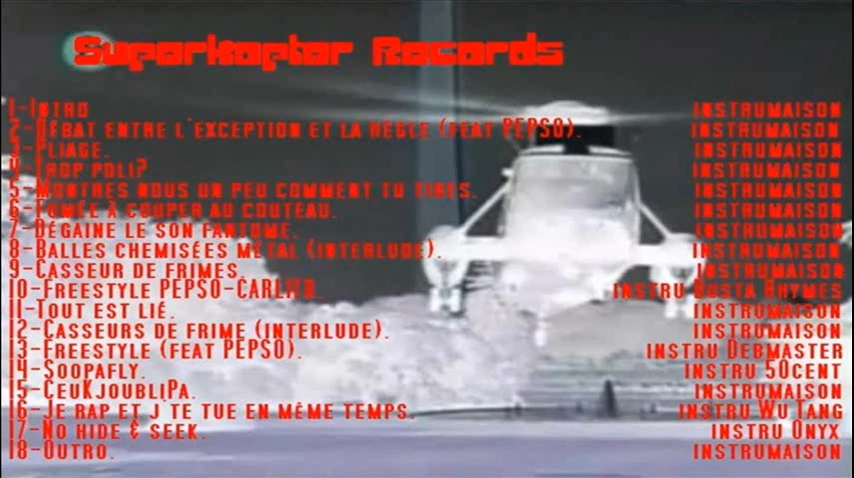 Superkopter Records
1-Intro instrumaison
2-Débat entre l'exception et la règle (feat PEPSO). instrumaison
3-Pliage. instrumaison
4-Trop poli? instrumaison
5-Montres nous un peu comment tu tires. instrumaison
6-Fumée à couper au couteau. instrumaison
7-Dégaine le son fantôme. instrumaison
8-Balles chemisées métal (interlude). instrumaison
9-Casseur de frimes. instrumaison
10-Freestyle PEPSO-CARLITO instru Busta Rhymes
11-Tout est lié. instrumaison
12-Casseurs de frime (interlude). instrumaison
13-Freestyle (feat PEPSO). instru Debmaster
14-Soopafly. instru 50cent
15-CeuKjoubliPa. instrumaison
16-Je rap et j'te tue en même temps. instru Wu Tang
17-No hide & seek. instru Onyx
18-Outro. instrumaison